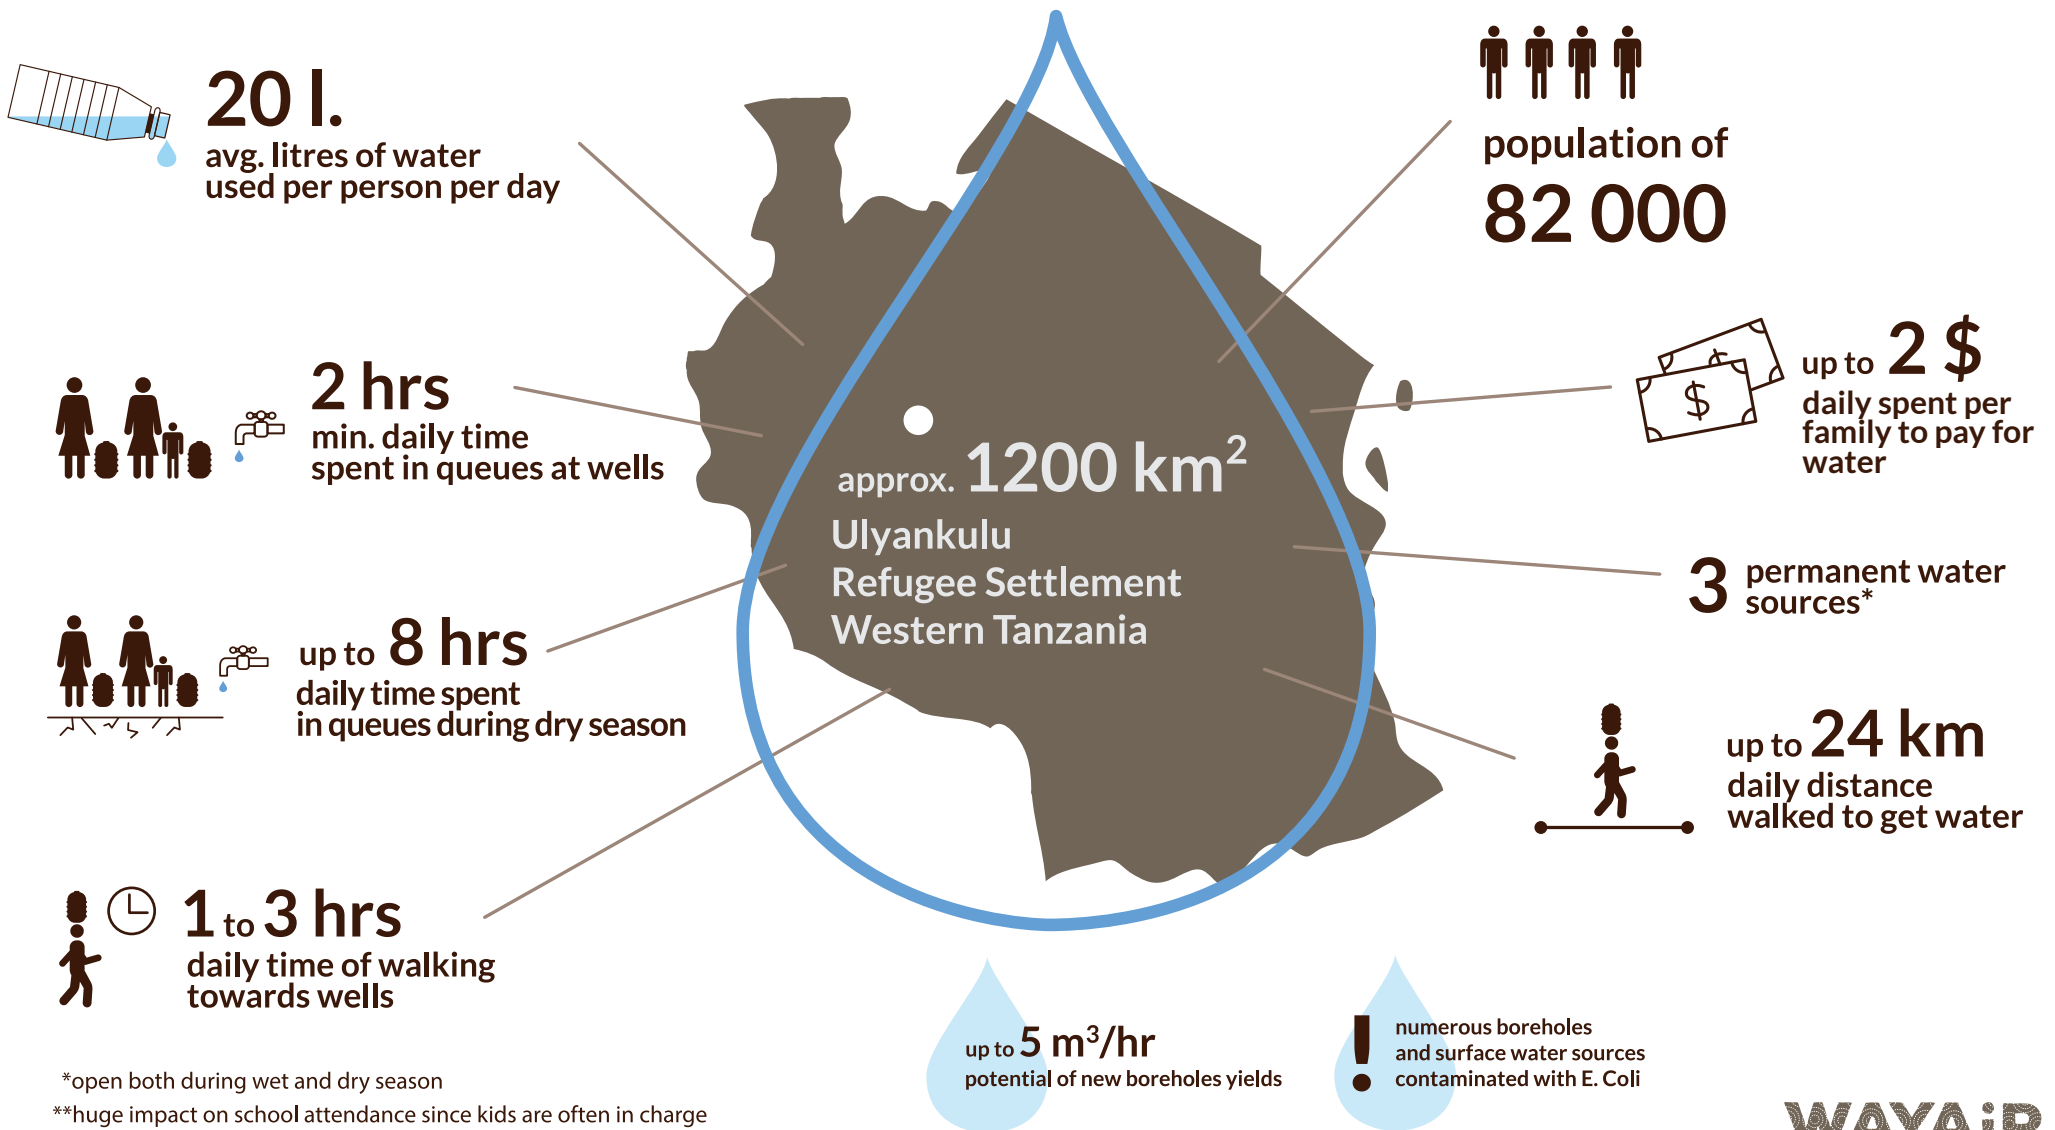 20 l.
avg. litres of water
used per person per day
2 hrs
min. daily time
spent in queues at wells
up to 8 hrs
daily time spent
in queues during dry season
1 to 3 hrs
daily time of walking
towards wells
*open both during wet and dry season
**huge impact on school attendance since kids are often in charge
approx. 1200 km²
Ulyankulu
Refugee Settlement
Western Tanzania
population of
82 000
up to 2 $
daily spent per
family to pay for
water
3 permanent water
sources*
up to 24 km
daily distance
walked to get water
up to 5 m³/hr
potential of new boreholes yields
! numerous boreholes
and surface water sources
contaminated with E. Coli
WAYAiR